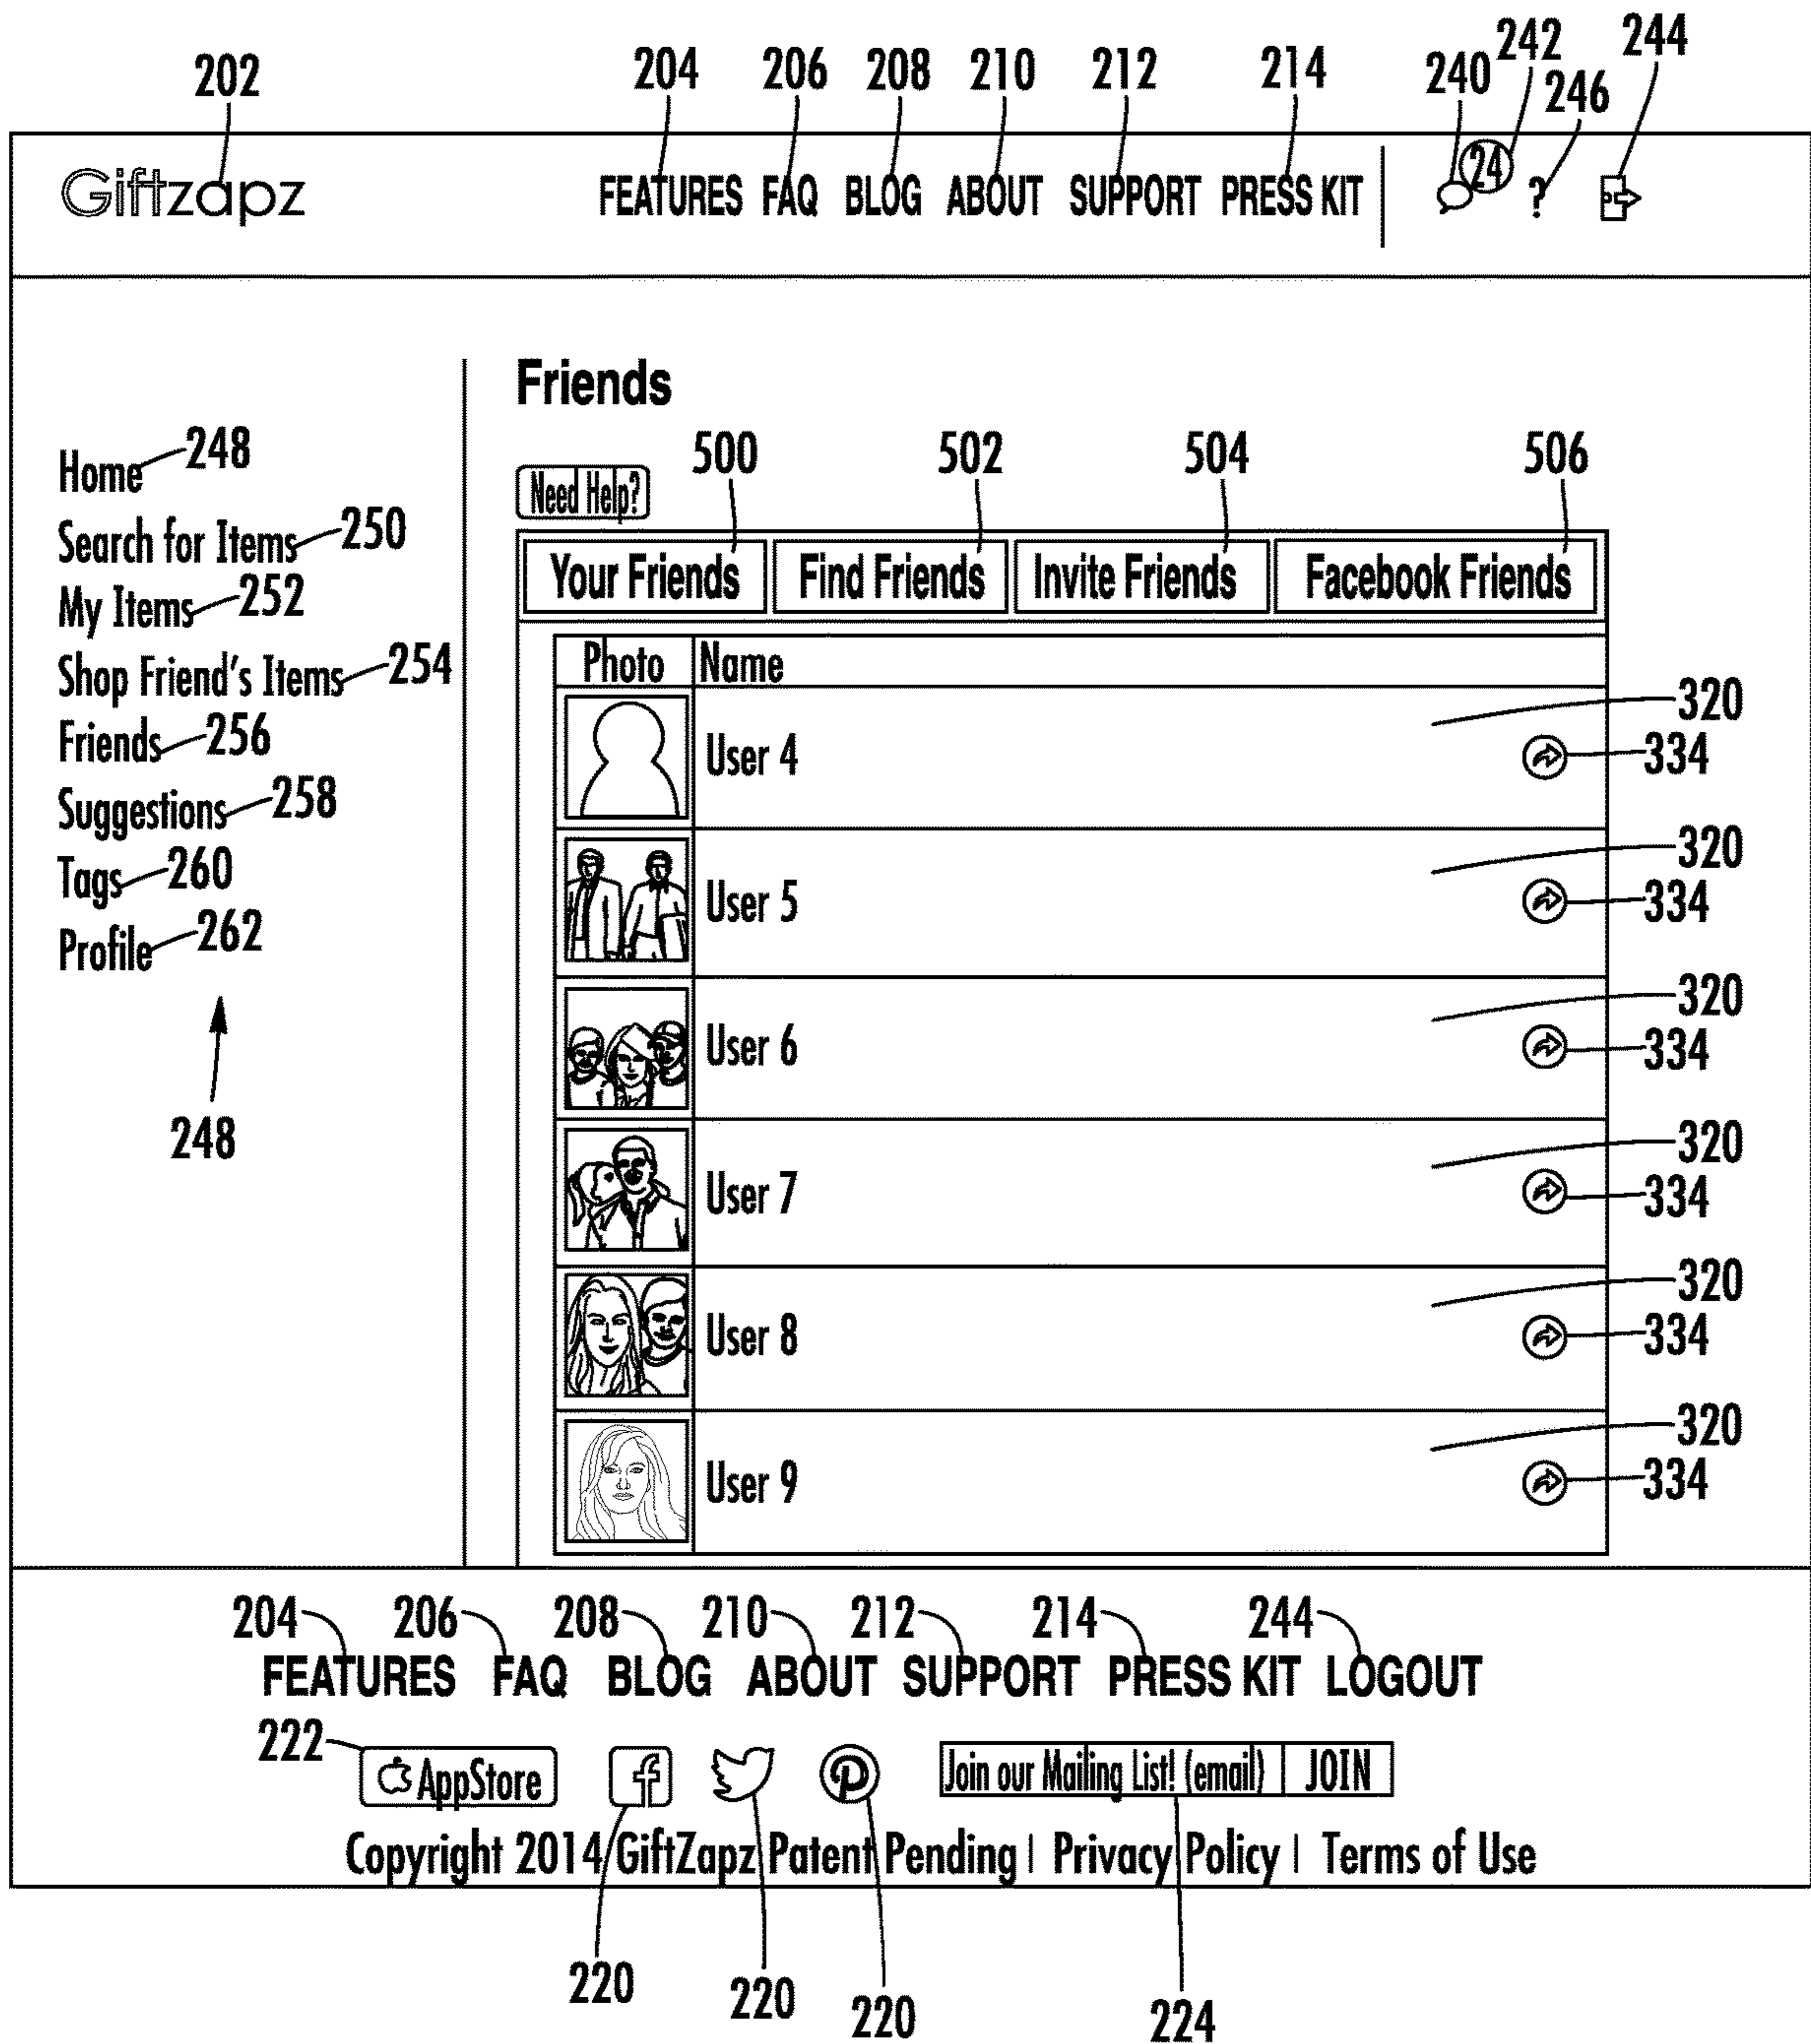 202 204 206 208 210 212 214 240 242 246 244
Giftzapz FEATURES FAQ BLOG ABOUT SUPPORT PRESS KIT 24 ?
Home 248
Search for Items 250
My Items 252
Shop Friend's Items 254
Friends 256
Suggestions 258
Tags 260
Profile 262
248
Friends
Need Help? 500 502 504 506
Your Friends Find Friends Invite Friends Facebook Friends
Photo Name
User 4 320 334
User 5 320 334
User 6 320 334
User 7 320 334
User 8 320 334
User 9 320 334
204 206 208 210 212 214 244
FEATURES FAQ BLOG ABOUT SUPPORT PRESS KIT LOGOUT
222 AppStore f P Join our Mailing List! (email) JOIN
Copyright 2014 GiftZapz Patent Pending | Privacy Policy | Terms of Use
220 220 220 224